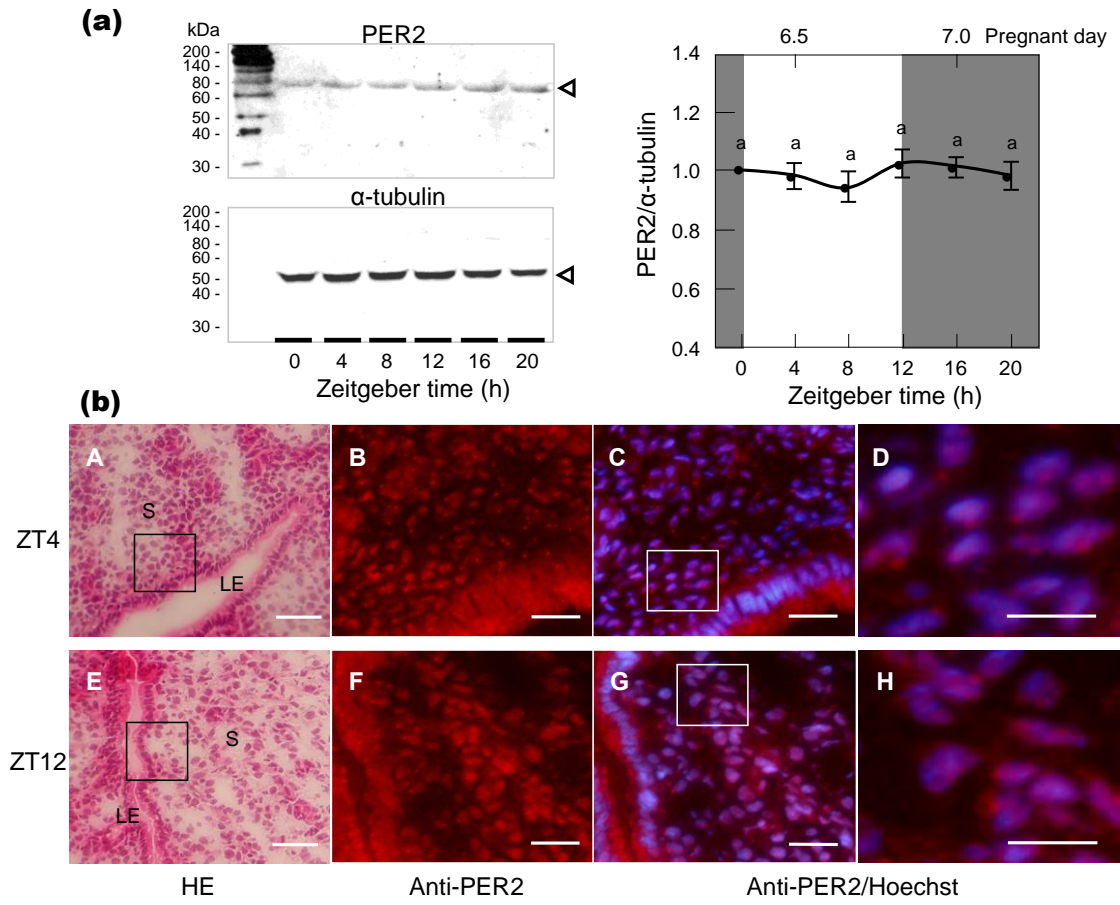 (a)
kDa
PER2
200 -
140 -
80 -
60 -
50 -
40 -
30 -
α-tubulin
200 -
140 -
80 -
60 -
50 -
40 -
30 -
0 4 8 12 16 20
Zeitgeber time (h)
6.5 7.0 Pregnant day
1.4
1.2
1.0
0.8
0.6
0.4
PER2/α-tubulin
a a a a a a
0 4 8 12 16 20
Zeitgeber time (h)
(b)
ZT4
A
S
LE
B
C
D
ZT12
E
S
LE
F
G
H
HE
Anti-PER2
Anti-PER2/Hoechst